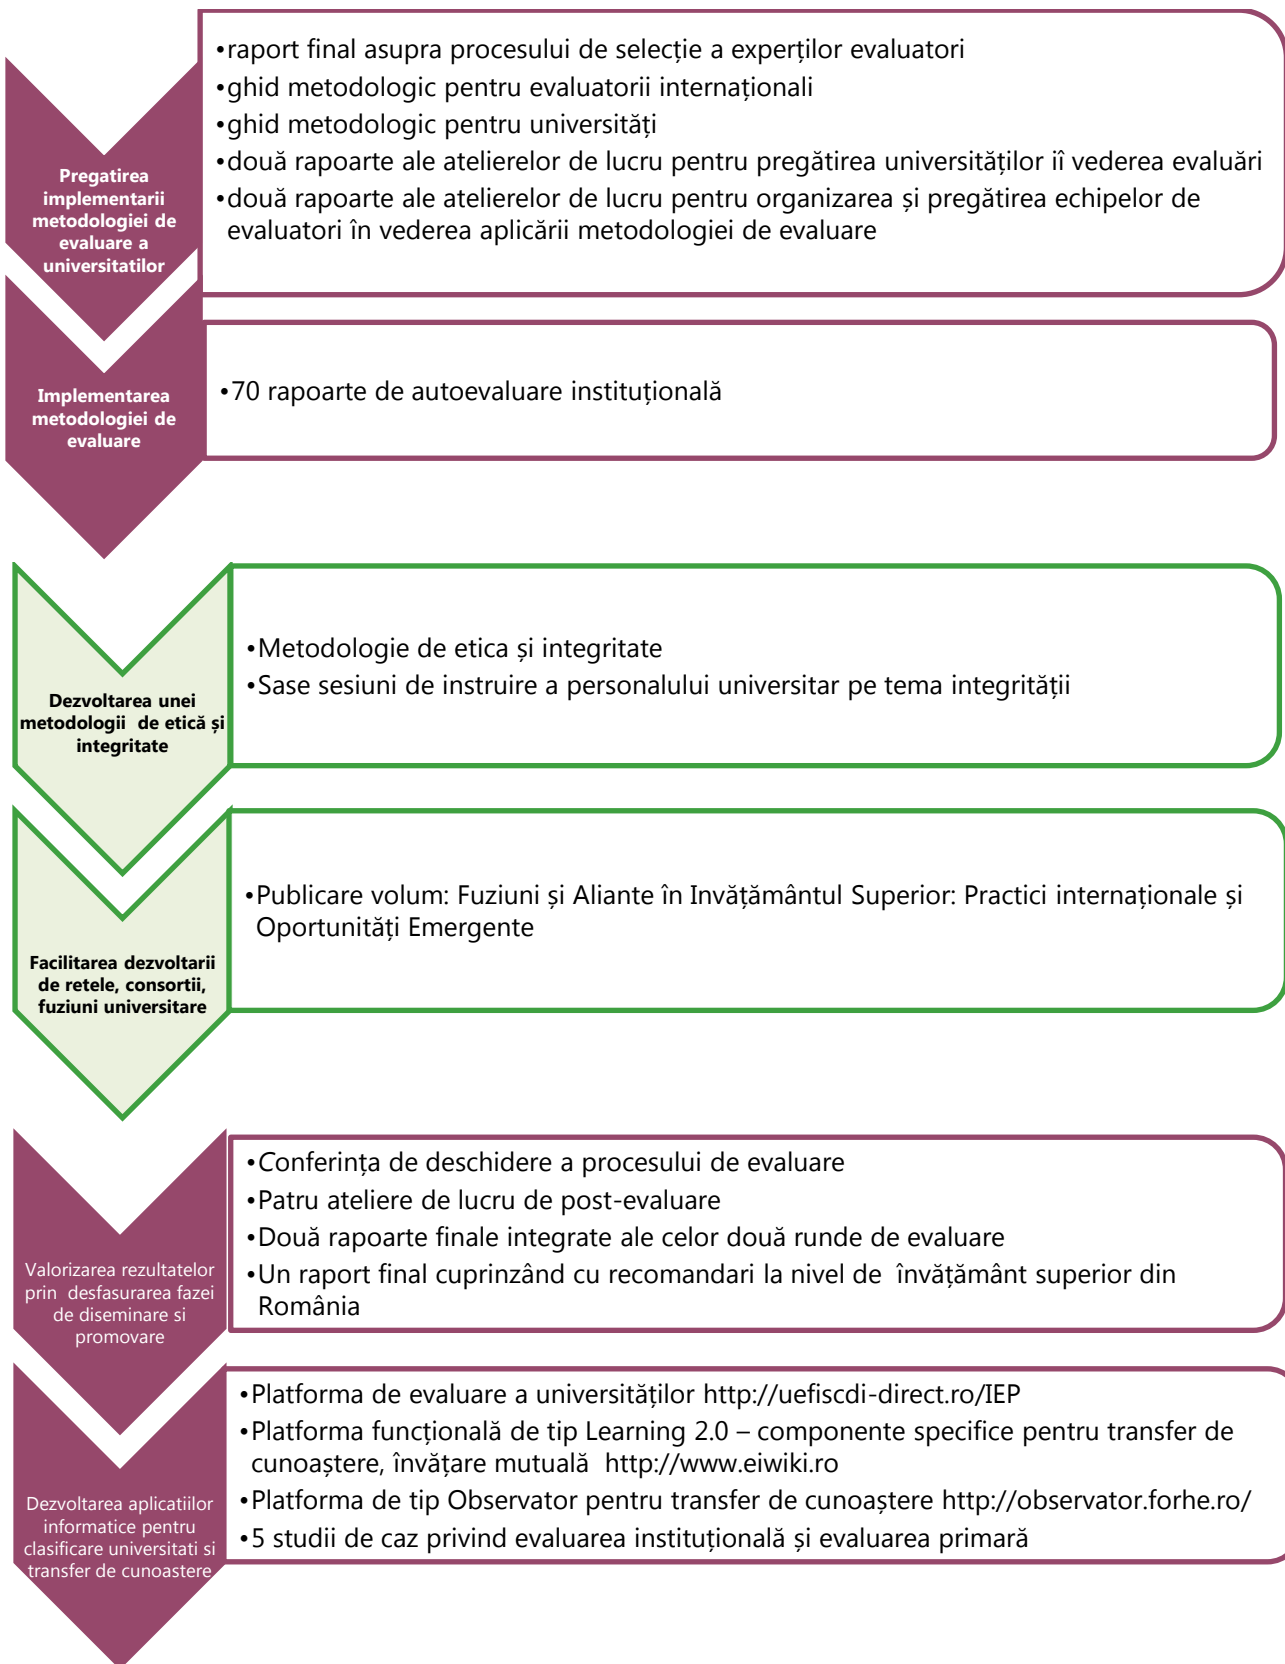 Pregatirea
implementarii
metodologiei de
evaluare a
universitatilor
•raport final asupra procesului de selecție a experților evaluatori
•ghid metodologic pentru evaluatorii internaționali
•ghid metodologic pentru universități
•două rapoarte ale atelierelor de lucru pentru pregătirea universităților iî vederea evaluări
•două rapoarte ale atelierelor de lucru pentru organizarea și pregătirea echipelor de
evaluatori în vederea aplicării metodologiei de evaluare
Implementarea
metodologiei de
evaluare
•70 rapoarte de autoevaluare instituțională
Dezvoltarea unei
metodologii  de etică și
integritate
•Metodologie de etica și integritate
•Sase sesiuni de instruire a personalului universitar pe tema integrității
Facilitarea dezvoltarii
de retele, consortii,
fuziuni universitare
•Publicare volum: Fuziuni și Aliante în Invățământul Superior: Practici internaționale și
Oportunități Emergente
Valorizarea rezultatelor
prin  desfasurarea fazei
de diseminare si
promovare
•Conferința de deschidere a procesului de evaluare
•Patru ateliere de lucru de post-evaluare
•Două rapoarte finale integrate ale celor două runde de evaluare
•Un raport final cuprinzând cu recomandari la nivel de  învățământ superior din
România
Dezvoltarea aplicatiilor
informatice pentru
clasificare universitati si
transfer de cunoastere
•Platforma de evaluare a universităților http://uefiscdi-direct.ro/IEP
•Platforma funcțională de tip Learning 2.0 – componente specifice pentru transfer de
cunoaștere, învățare mutuală  http://www.eiwiki.ro
•Platforma de tip Observator pentru transfer de cunoaștere http://observator.forhe.ro/
•5 studii de caz privind evaluarea instituțională și evaluarea primară